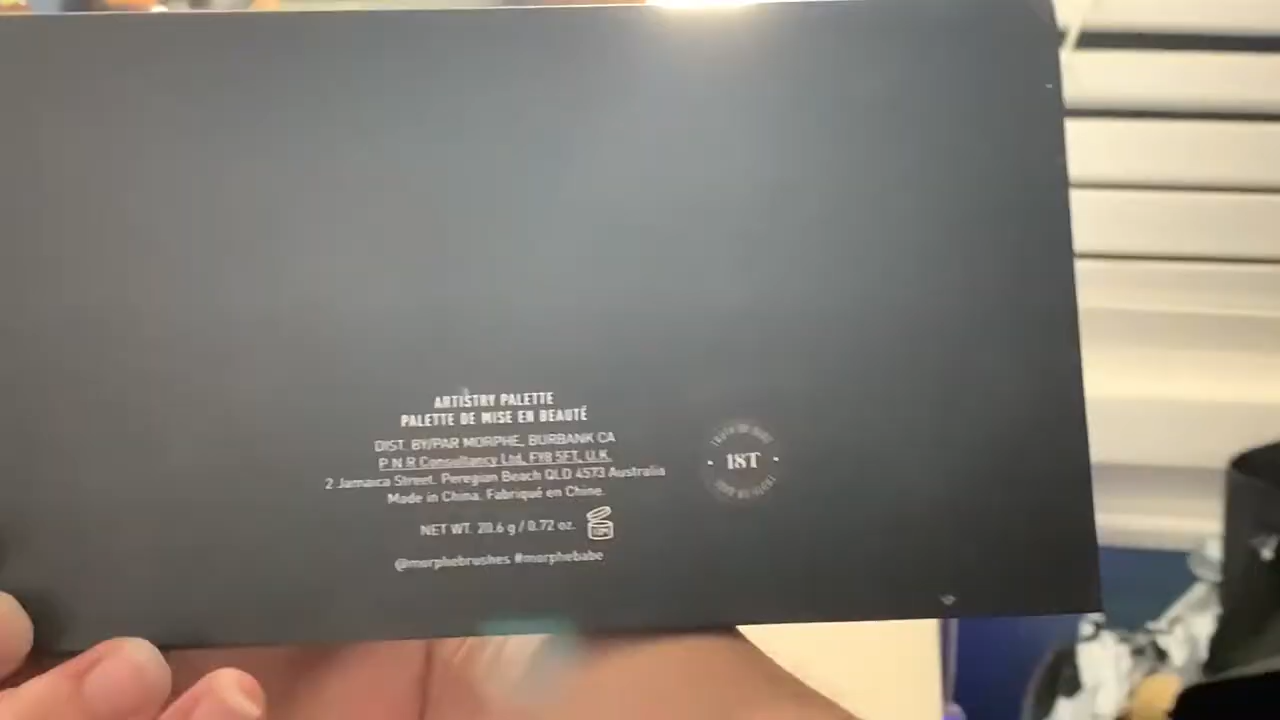 ARTISTRY PALETTE
PALETTE DE MISE EN BEAUTÉ
DIST. BY/PAR MORPHE, BURBANK CA
P.N.R Consultancy Ltd, FY8 5FT, U.K.
2 Jamaica Street, Peregian Beach QLD 4573 Australia
Made in China. Fabriqué en Chine.
NET WT. 20.6 g / 0.72 oz.
@morphebrushes #morphebabe
18T